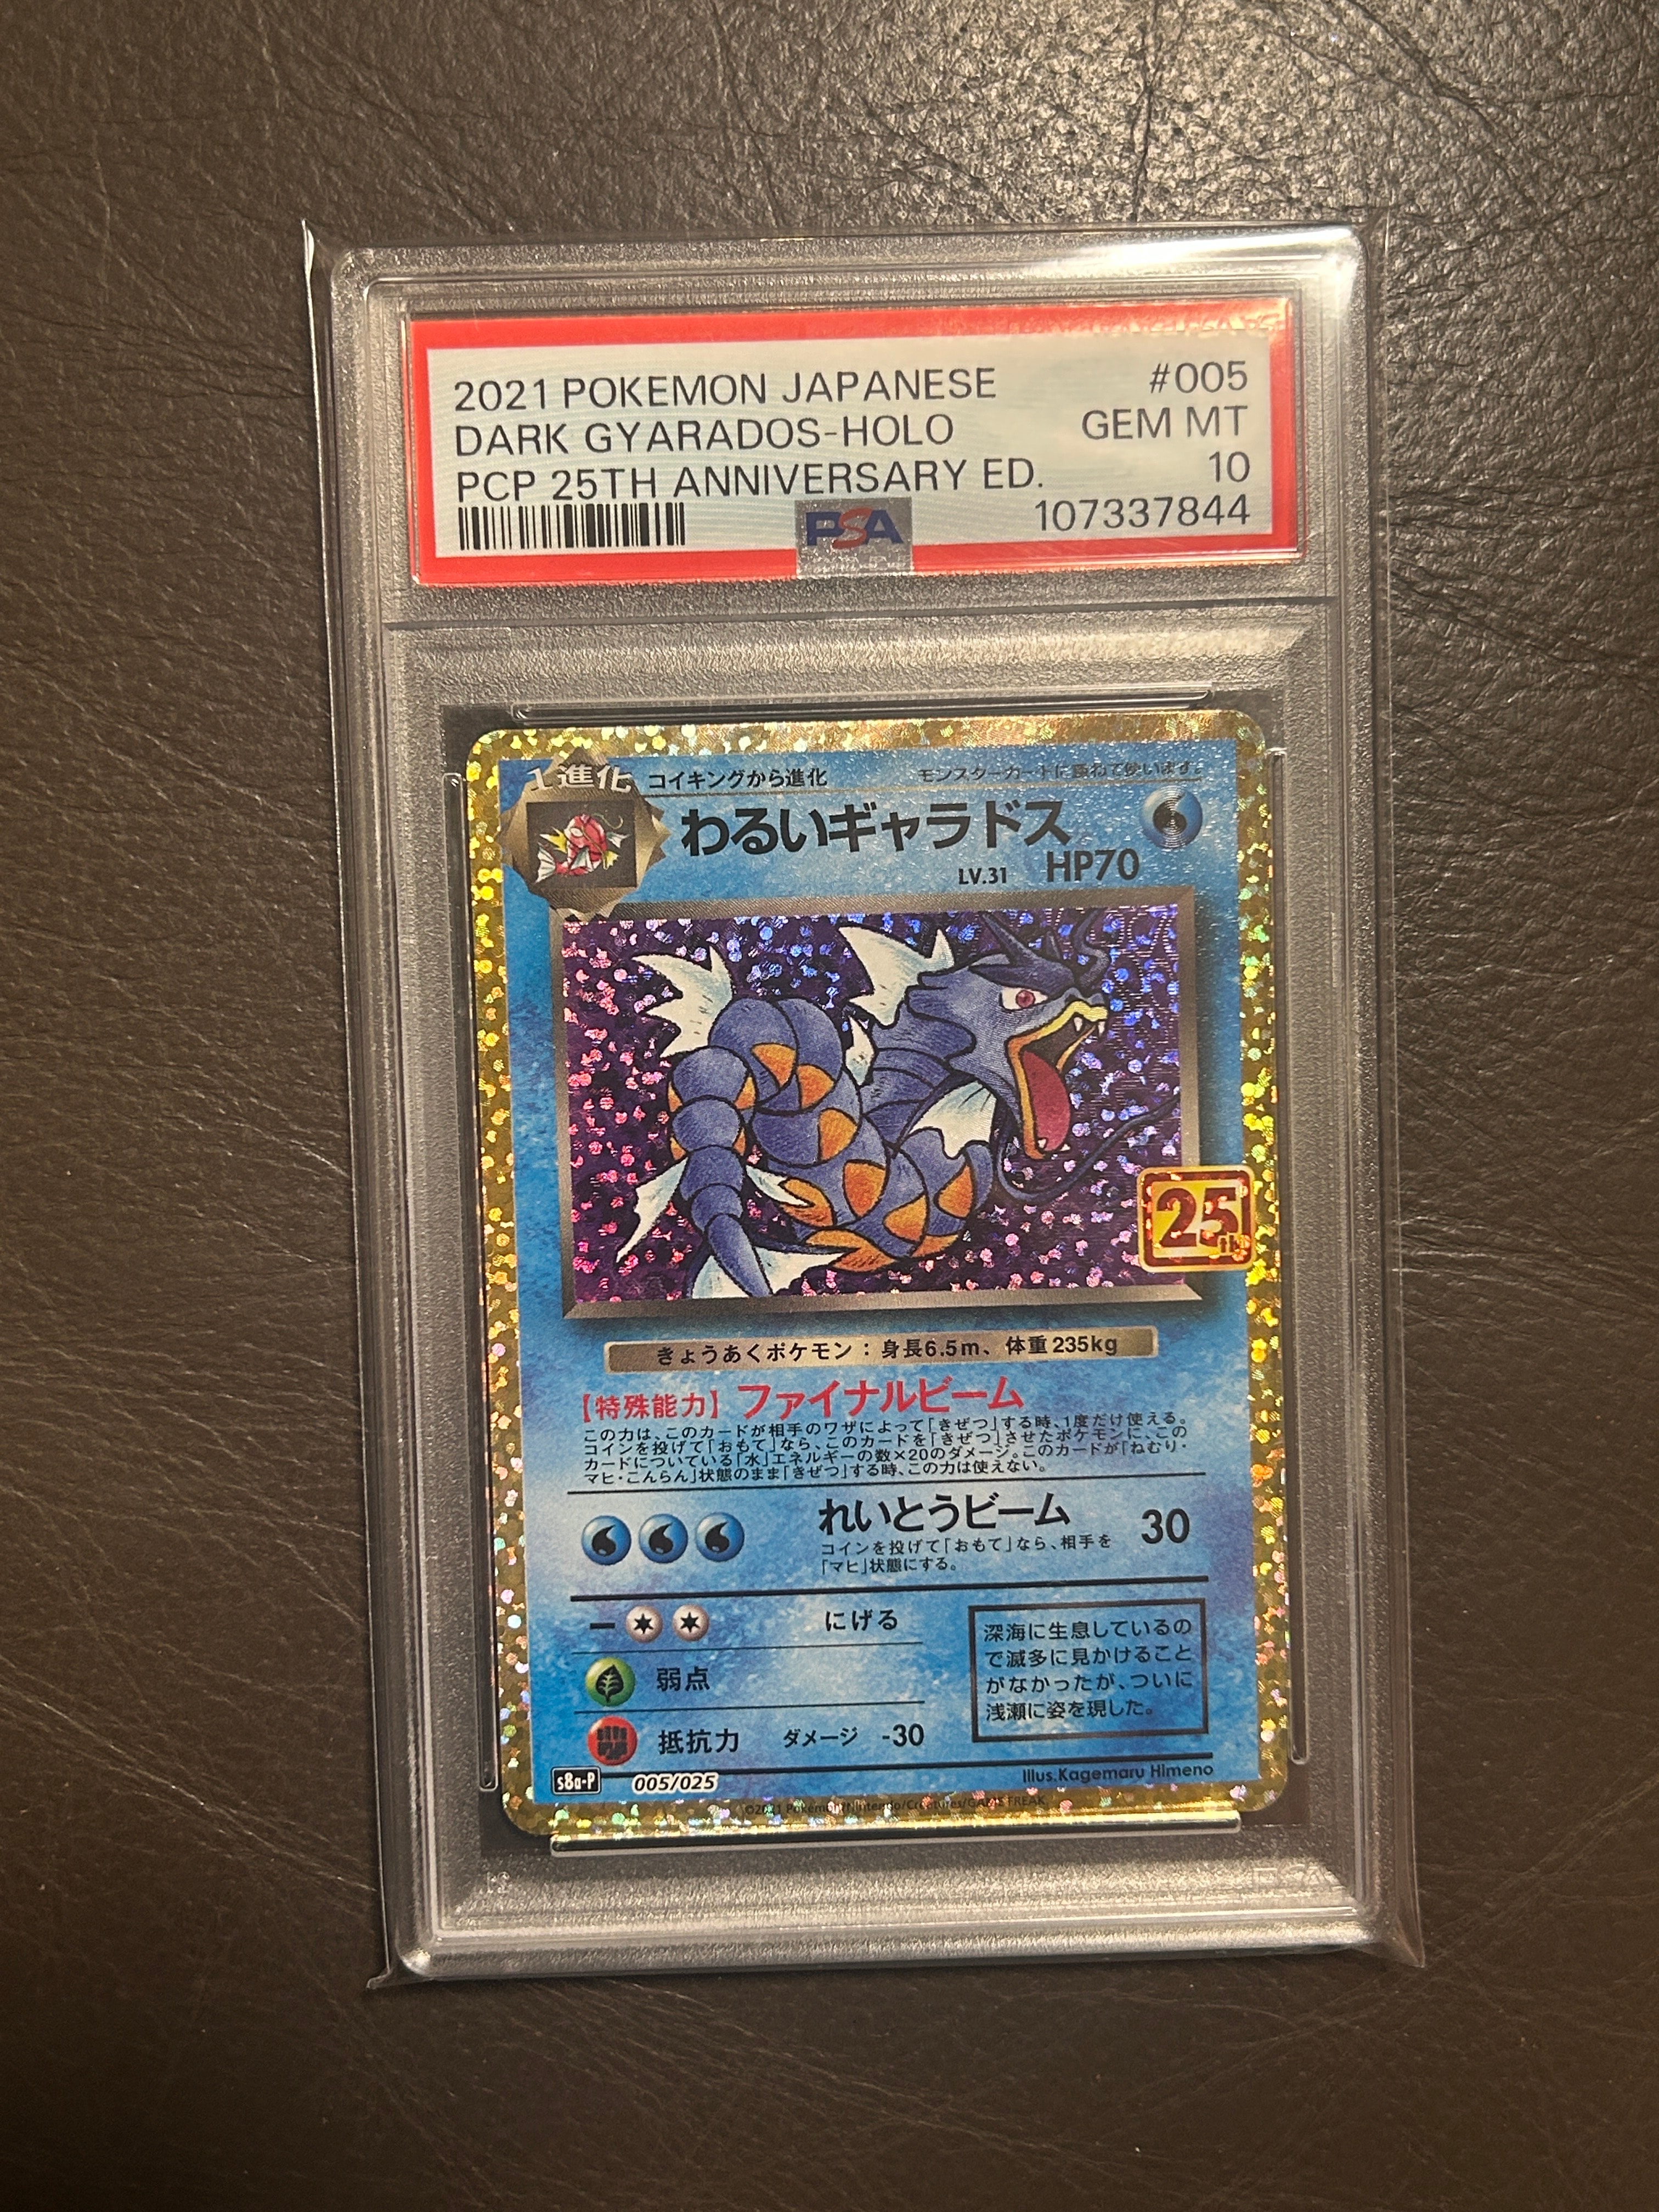 2021 POKEMON JAPANESE #005
DARK GYARADOS-HOLO GEM MT
PCP 25TH ANNIVERSARY ED. 10
PSA 107337844
1進化 コイキングから進化 モンスターカードに重ねて使います。
わるいギャラドス
LV.31 HP70
25th
きょうあくポケモン：身長6.5m、体重235kg
【特殊能力】ファイナルビーム
この力は、このカードが相手のワザによって「きぜつ」する時、1度だけ使える。
コインを投げて「おもて」なら、このカードを「きぜつ」させたポケモンに、この
カードについている「水」エネルギーの数×20のダメージ。このカードが「ねむり・
マヒ・こんらん」状態のまま「きぜつ」する時、この力は使えない。
れいとうビーム 30
コインを投げて「おもて」なら、相手を
「マヒ」状態にする。
にげる
弱点
抵抗力 ダメージ -30
深海に生息しているの
で滅多に見かけること
がなかったが、ついに
浅瀬に姿を現した。
s8a-P 005/025 Illus.Kagemaru Himeno
©2021 Pokémon/Nintendo/Creatures/GAME FREAK